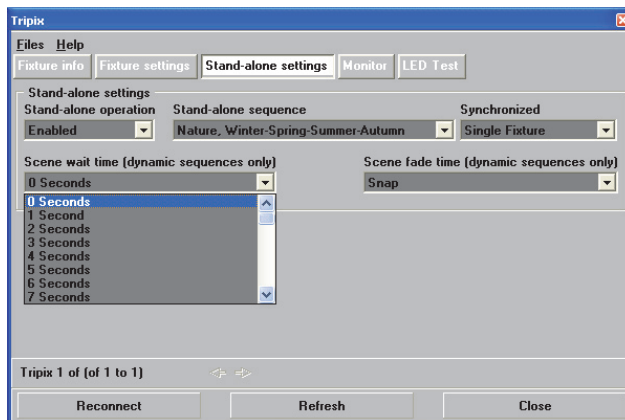 Tripix
Files Help
Fixture info Fixture settings Stand-alone settings Monitor LED Test
Stand-alone settings
Stand-alone operation Stand-alone sequence Synchronized
Enabled Nature, Winter-Spring-Summer-Autumn Single Fixture
Scene wait time (dynamic sequences only) Scene fade time (dynamic sequences only)
0 Seconds Snap
0 Seconds
1 Second
2 Seconds
3 Seconds
4 Seconds
5 Seconds
6 Seconds
7 Seconds
Tripix 1 of (of 1 to 1)
Reconnect Refresh Close